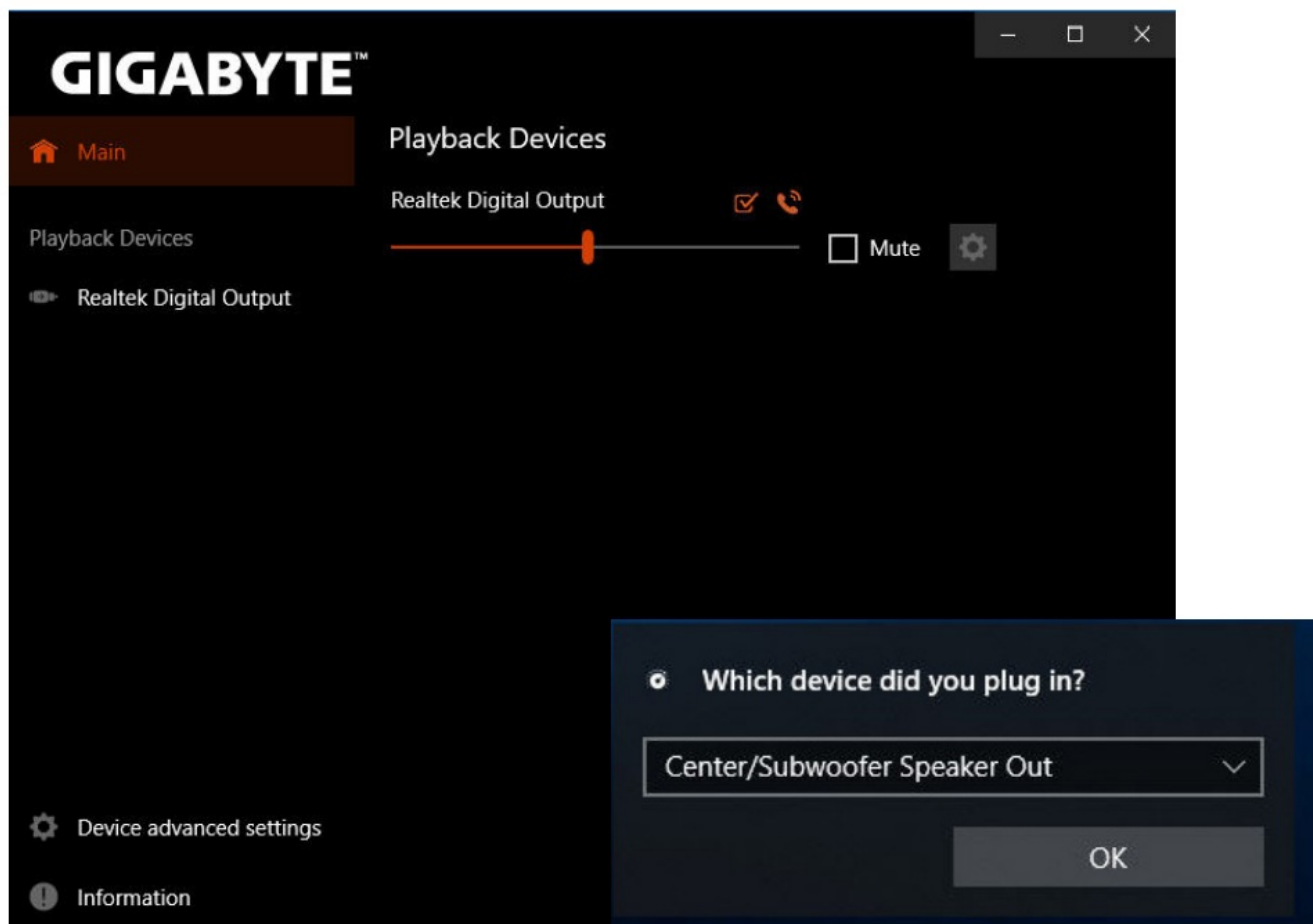 GIGABYTE™
Main
Playback Devices
Realtek Digital Output
Device advanced settings
Information
Playback Devices
Realtek Digital Output
Mute
Which device did you plug in?
Center/Subwoofer Speaker Out
OK